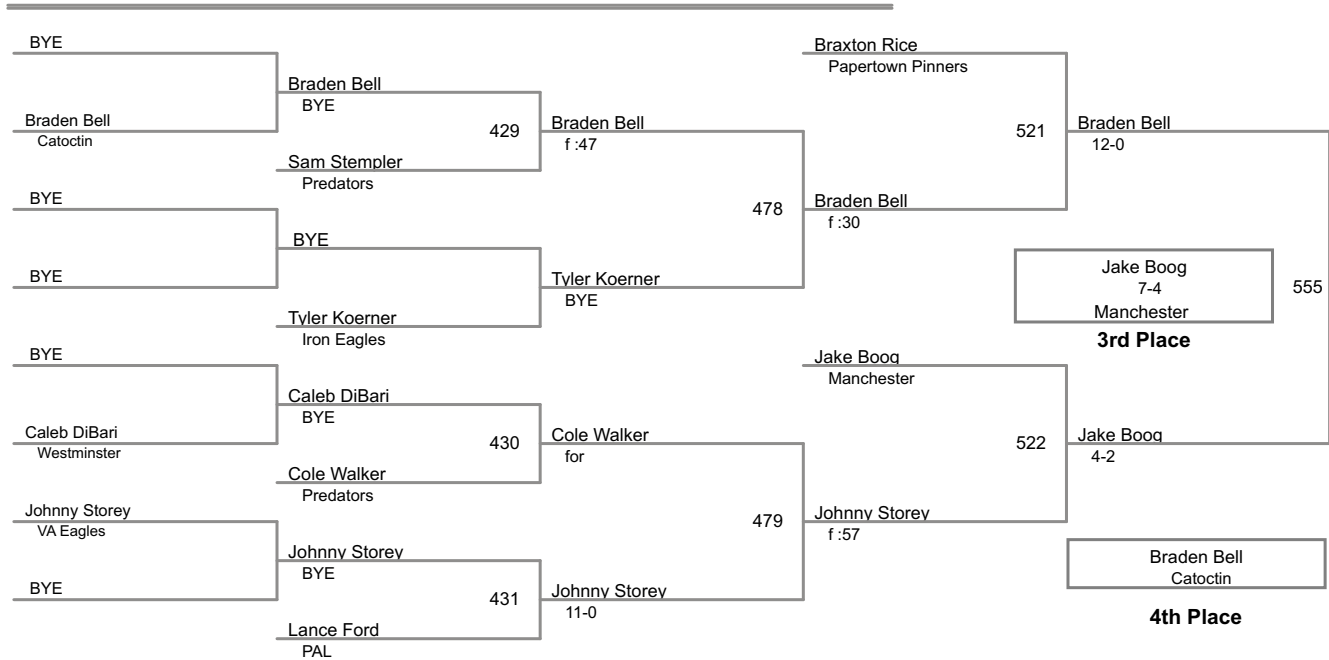 BYE
Braden Bell
Catoctin
BYE
BYE
BYE
Caleb DiBari
Westminster
Johnny Storey
VA Eagles
BYE
Braden Bell
BYE
429
Sam Stempler
Predators
BYE
Tyler Koerner
Iron Eagles
Caleb DiBari
BYE
430
Cole Walker
Predators
Johnny Storey
BYE
431
Lance Ford
PAL
Braden Bell
f :47
478
Tyler Koerner
BYE
Cole Walker
for
479
Johnny Storey
11-0
Braxton Rice
Papertown Pinners
521
Braden Bell
f :30
Jake Boog
Manchester
522
Johnny Storey
f :57
Braden Bell
12-0
Jake Boog
7-4
Manchester
3rd Place
555
Jake Boog
4-2
Braden Bell
Catoctin
4th Place